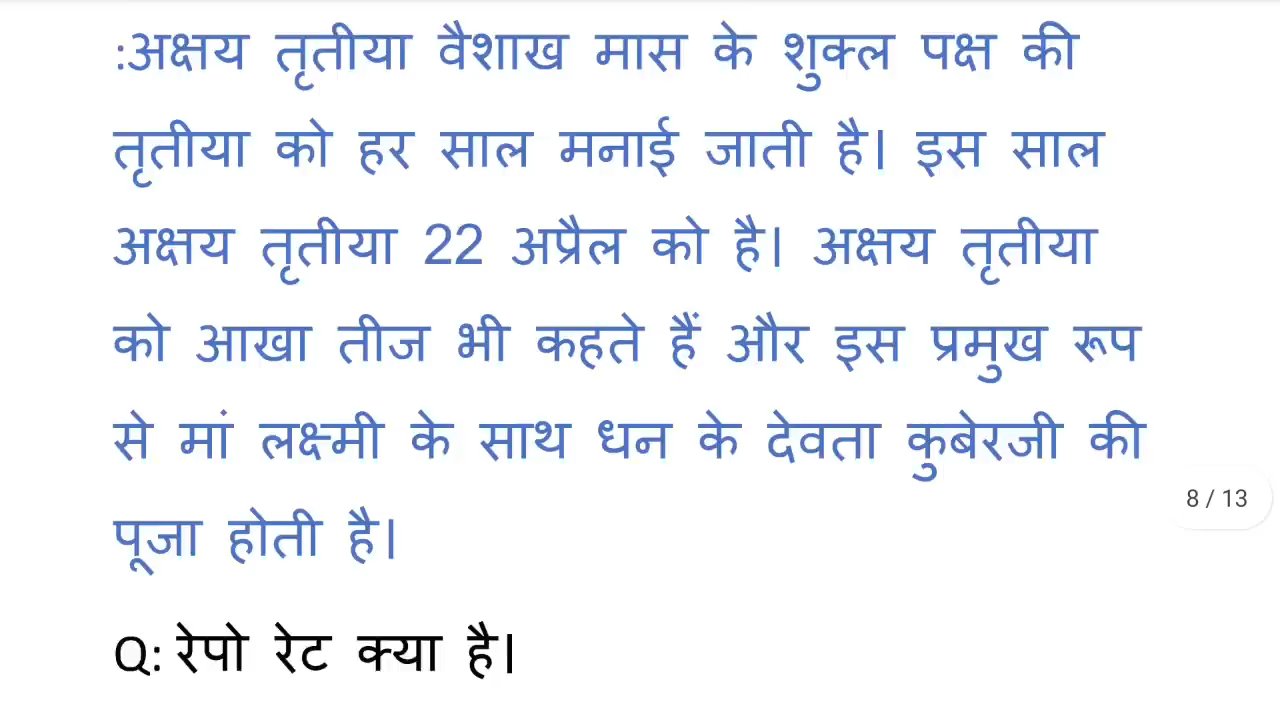 :अक्षय तृतीया वैशाख मास के शुक्ल पक्ष की
तृतीया को हर साल मनाई जाती है। इस साल
अक्षय तृतीया 22 अप्रैल को है। अक्षय तृतीया
को आखा तीज भी कहते हैं और इस प्रमुख रूप
से मां लक्ष्मी के साथ धन के देवता कुबेरजी की
8 / 13
पूजा होती है।
Q: रेपो रेट क्या है।